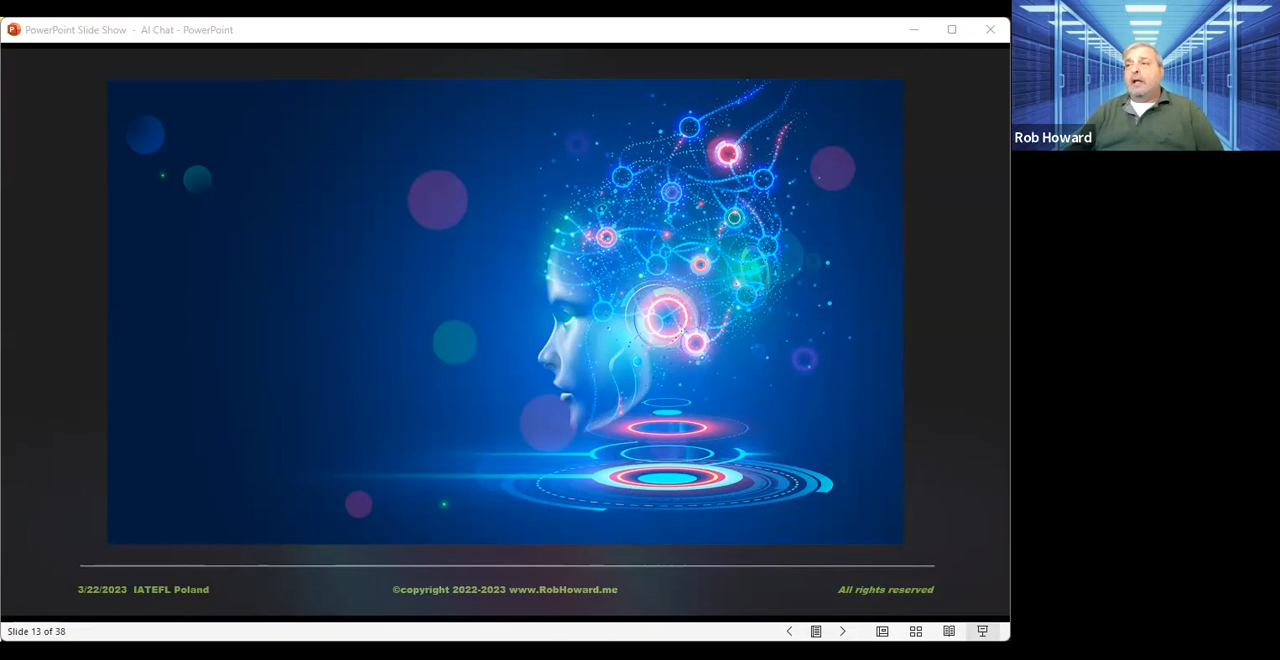 PowerPoint Slide Show - AI Chat - PowerPoint
Rob Howard
3/22/2023 IATEFL Poland
©copyright 2022-2023 www.RobHoward.me
All rights reserved
Slide 13 of 38